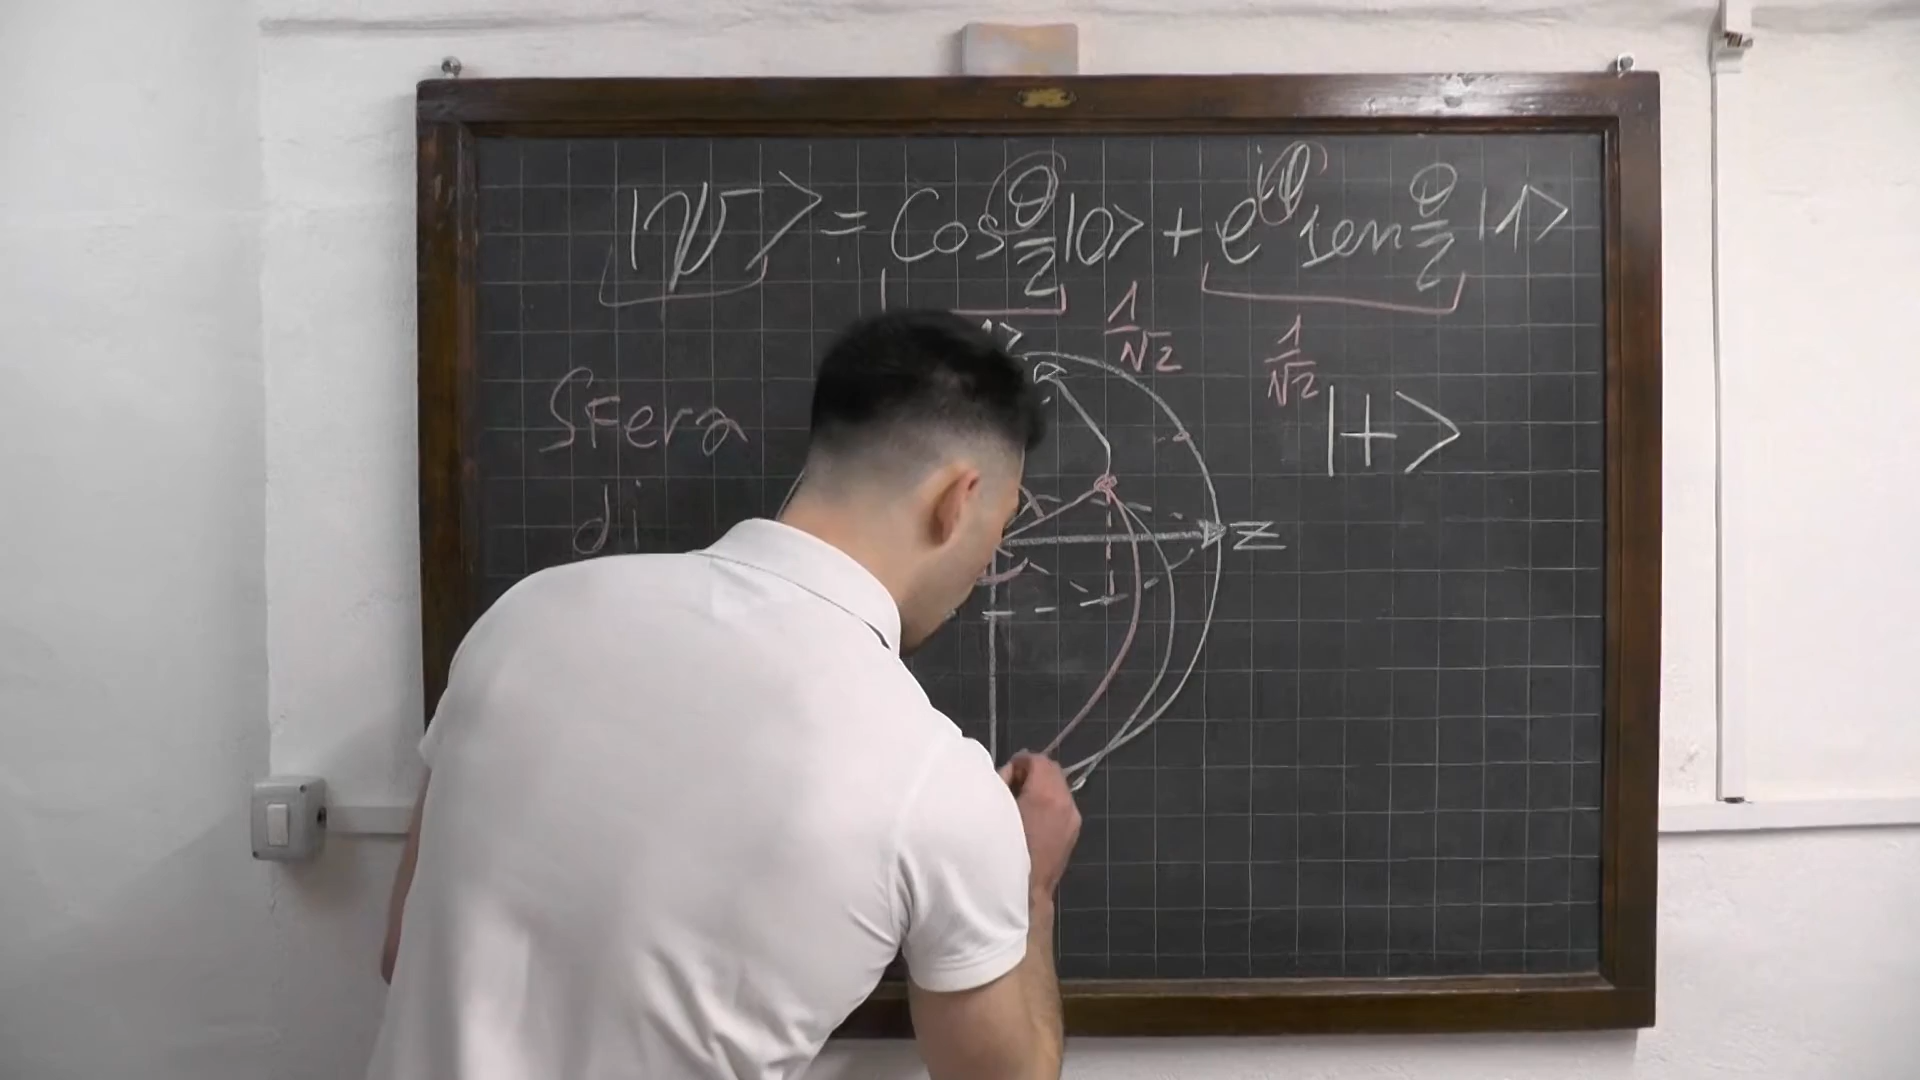 |ψ> = Cos θ/2 |0> + e^iφ sen θ/2 |1>
1/√2
1/√2
Sfera
|+>
di
z